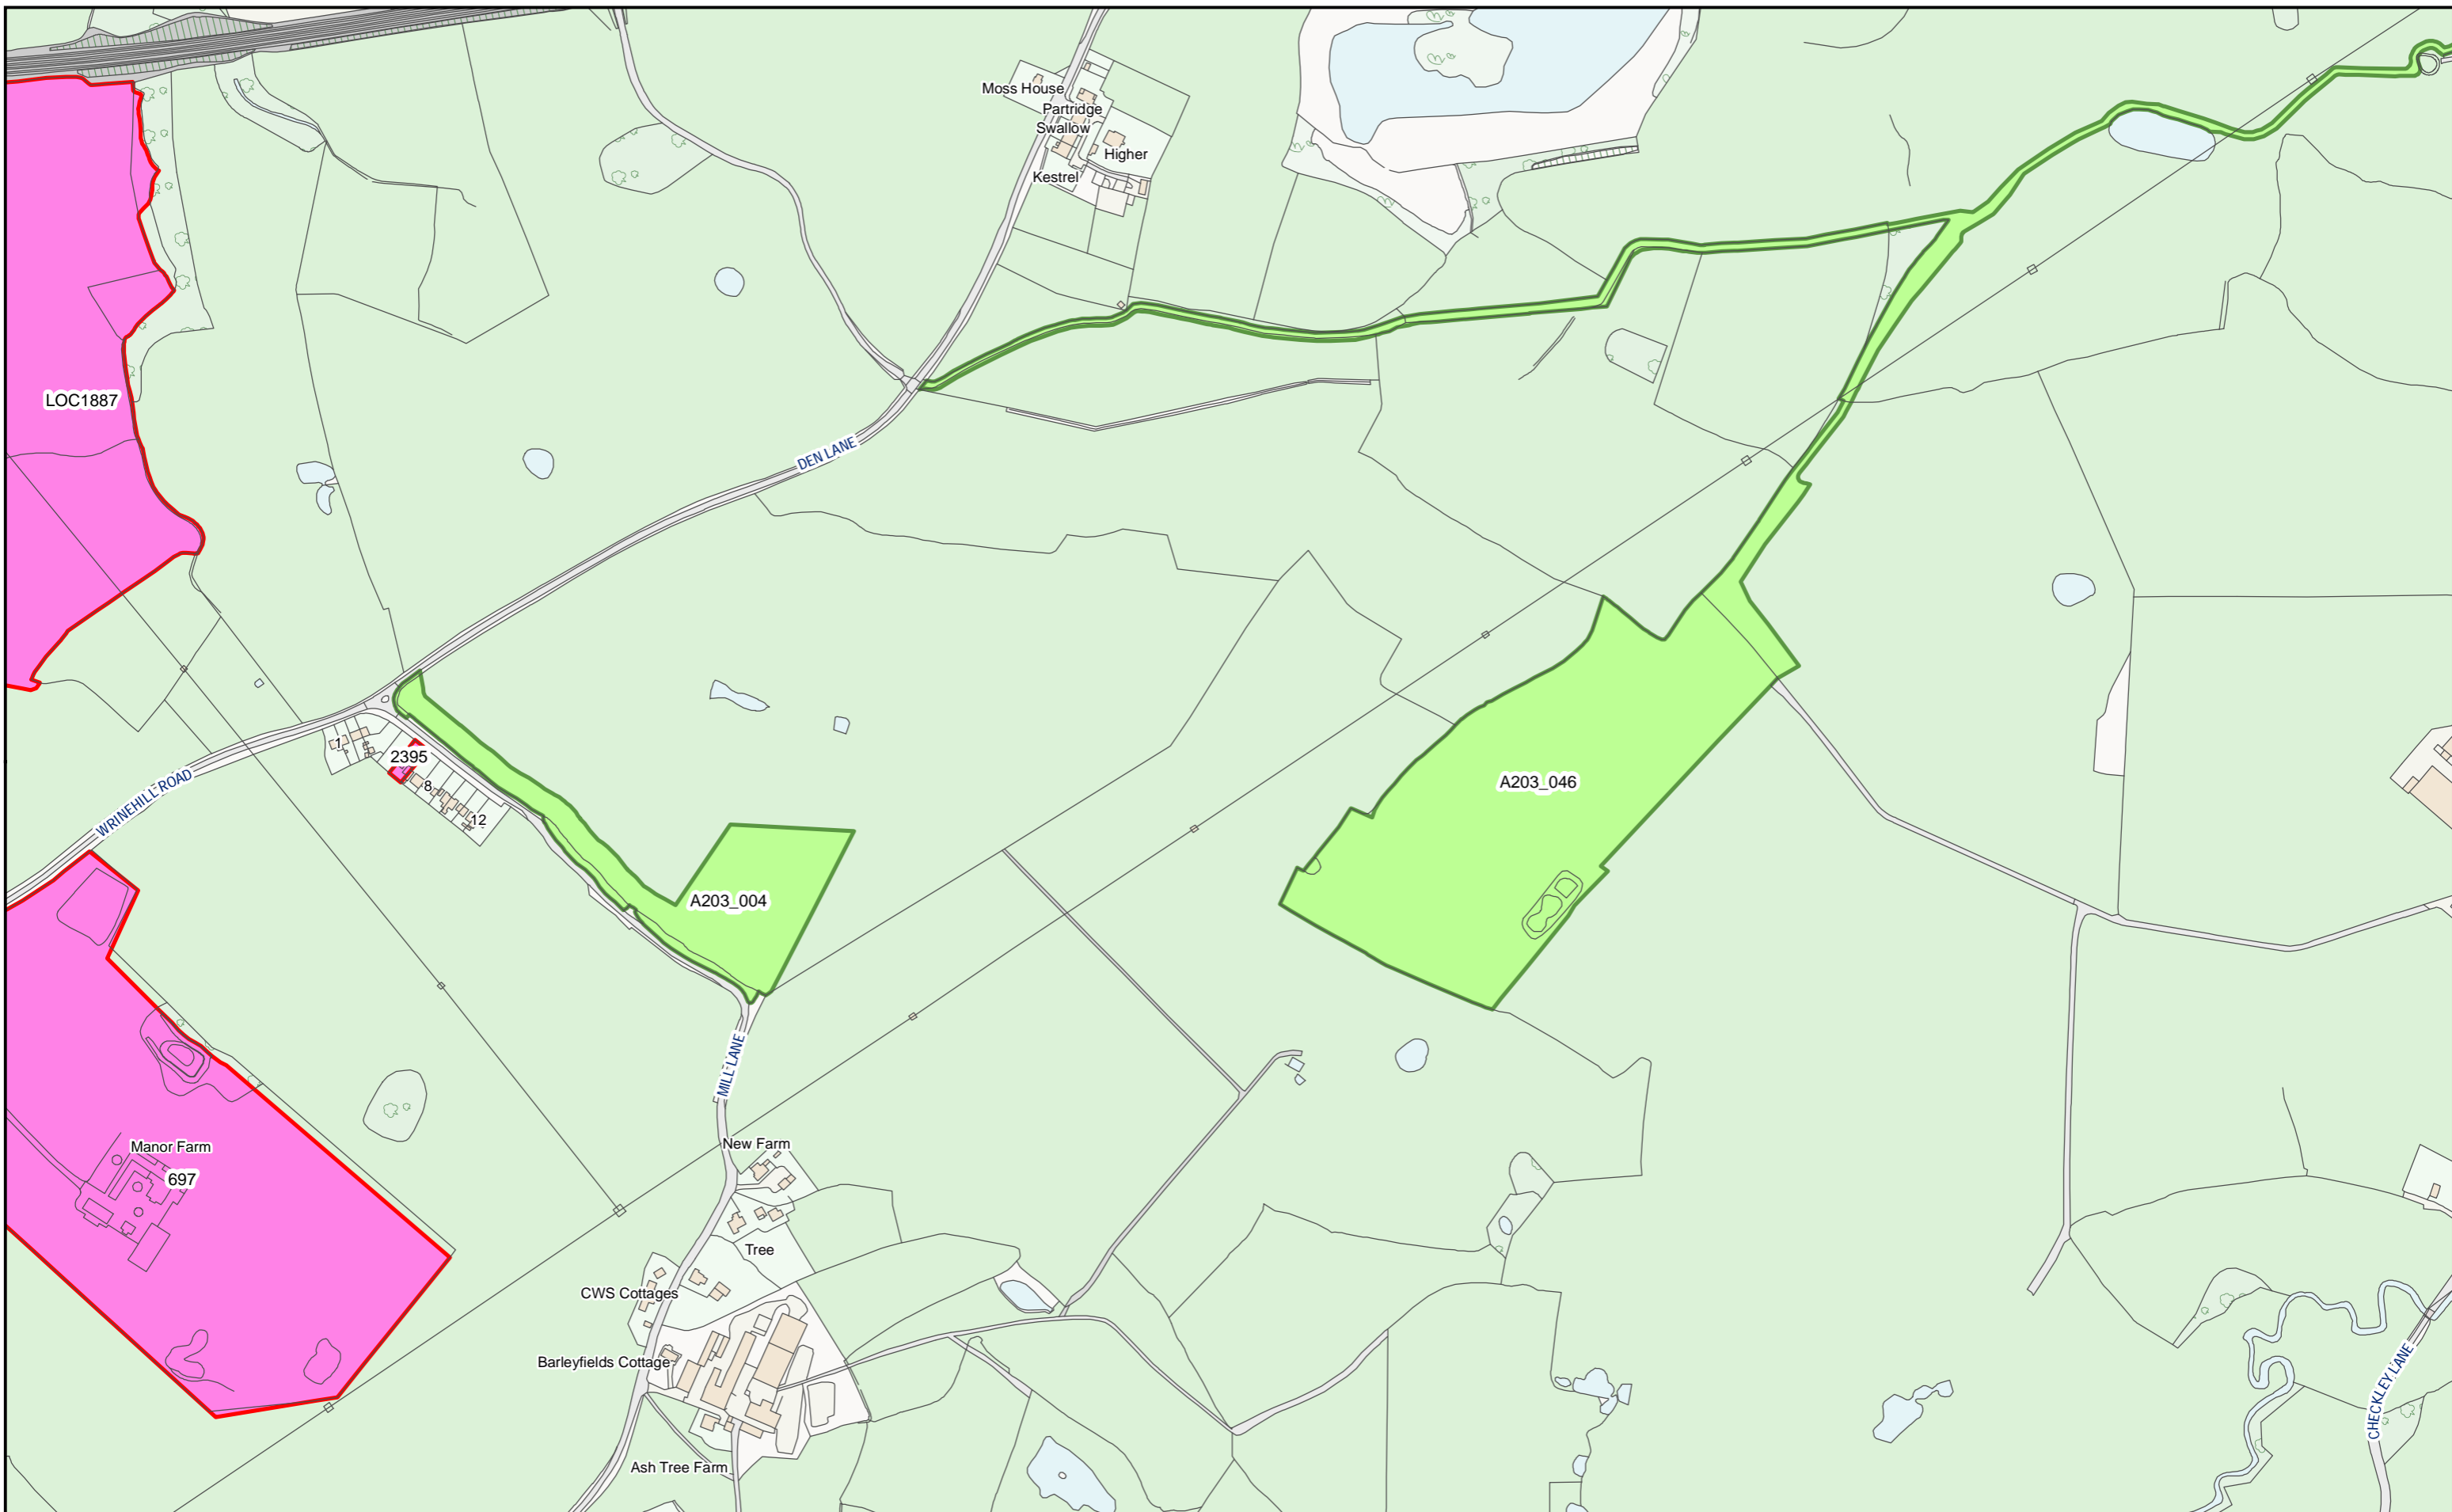 Moss House
Partridge
Swallow
Higher
Kestrel
LOC1887
DEN LANE
1
2395
8
12
WRINEHILL ROAD
A203_046
A203_004
MILL LANE
New Farm
Manor Farm
697
Tree
CWS Cottages
Barleyfields Cottage
CHECKLEY LANE
Ash Tree Farm